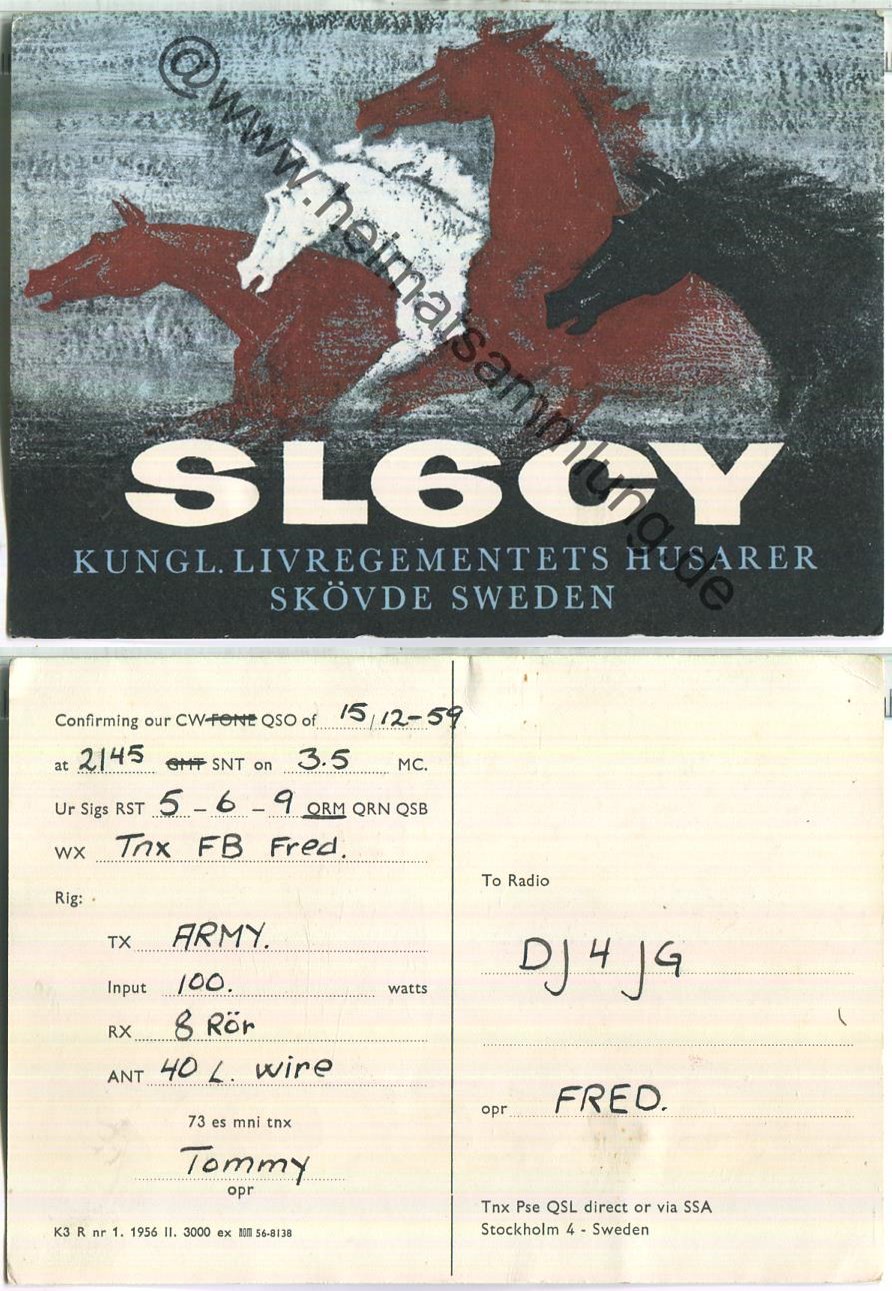 @www.heimatsammlung.de
SL6CY
KUNGL. LIVREGEMENTETS HUSARER
SKÖVDE SWEDEN
Confirming our CW FONE QSO of 15/12-59
at 2145 GMT SNT on 3.5 MC.
Ur Sigs RST 5-6-9 QRM QRN QSB
WX Tnx FB Fred.
Rig:
TX ARMY.
Input 100. watts
RX 8 Rör
ANT 40 L. wire
73 es mni tnx
Tommy
opr
K3 R nr 1. 1956 II. 3000 ex 56-8138
To Radio
DJ4JG
opr FRED.
Tnx Pse QSL direct or via SSA
Stockholm 4 - Sweden